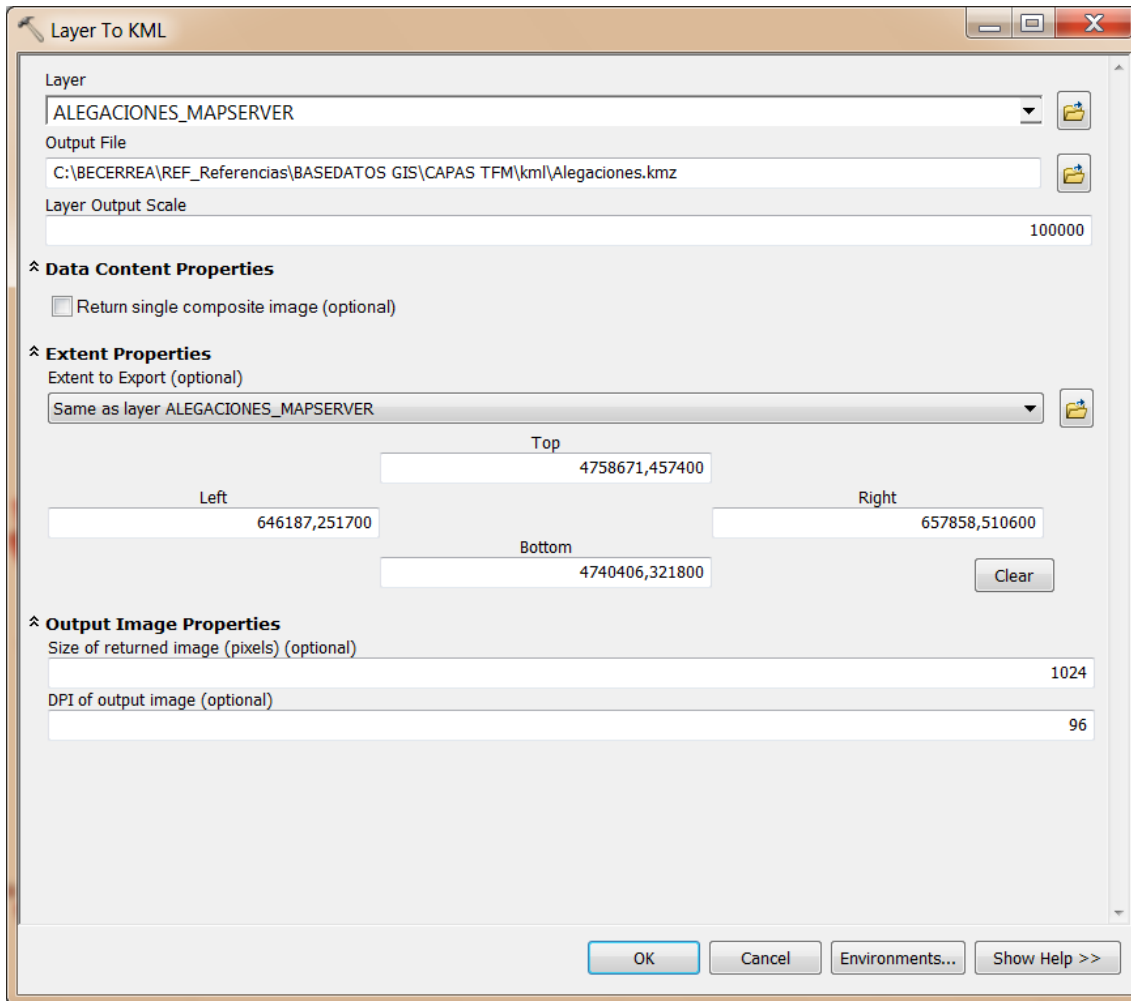 Layer To KML
Layer
ALEGACIONES_MAPSERVER
Output File
C:\BECERREA\REF_Referencias\BASEDATOS GIS\CAPAS TFM\kml\Alegaciones.kmz
Layer Output Scale
100000
Data Content Properties
Return single composite image (optional)
Extent Properties
Extent to Export (optional)
Same as layer ALEGACIONES_MAPSERVER
Top
4758671,457400
Left Right
646187,251700 657858,510600
Bottom
4740406,321800
Clear
Output Image Properties
Size of returned image (pixels) (optional)
1024
DPI of output image (optional)
96
OK Cancel Environments... Show Help >>